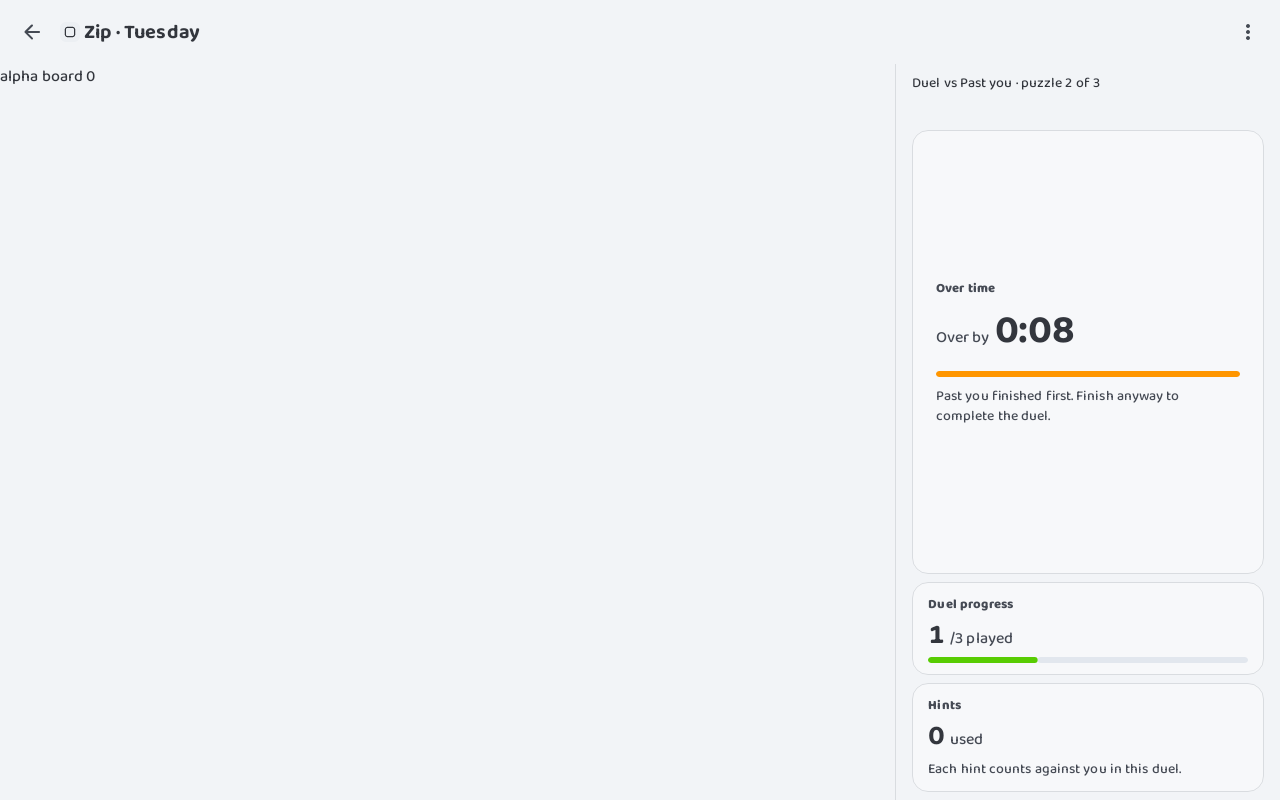 Zip · Tuesday
alpha board 0
Duel vs Past you · puzzle 2 of 3
Over time
Over by 0:08
Past you finished first. Finish anyway to
complete the duel.
Duel progress
1 /3 played
Hints
0 used
Each hint counts against you in this duel.